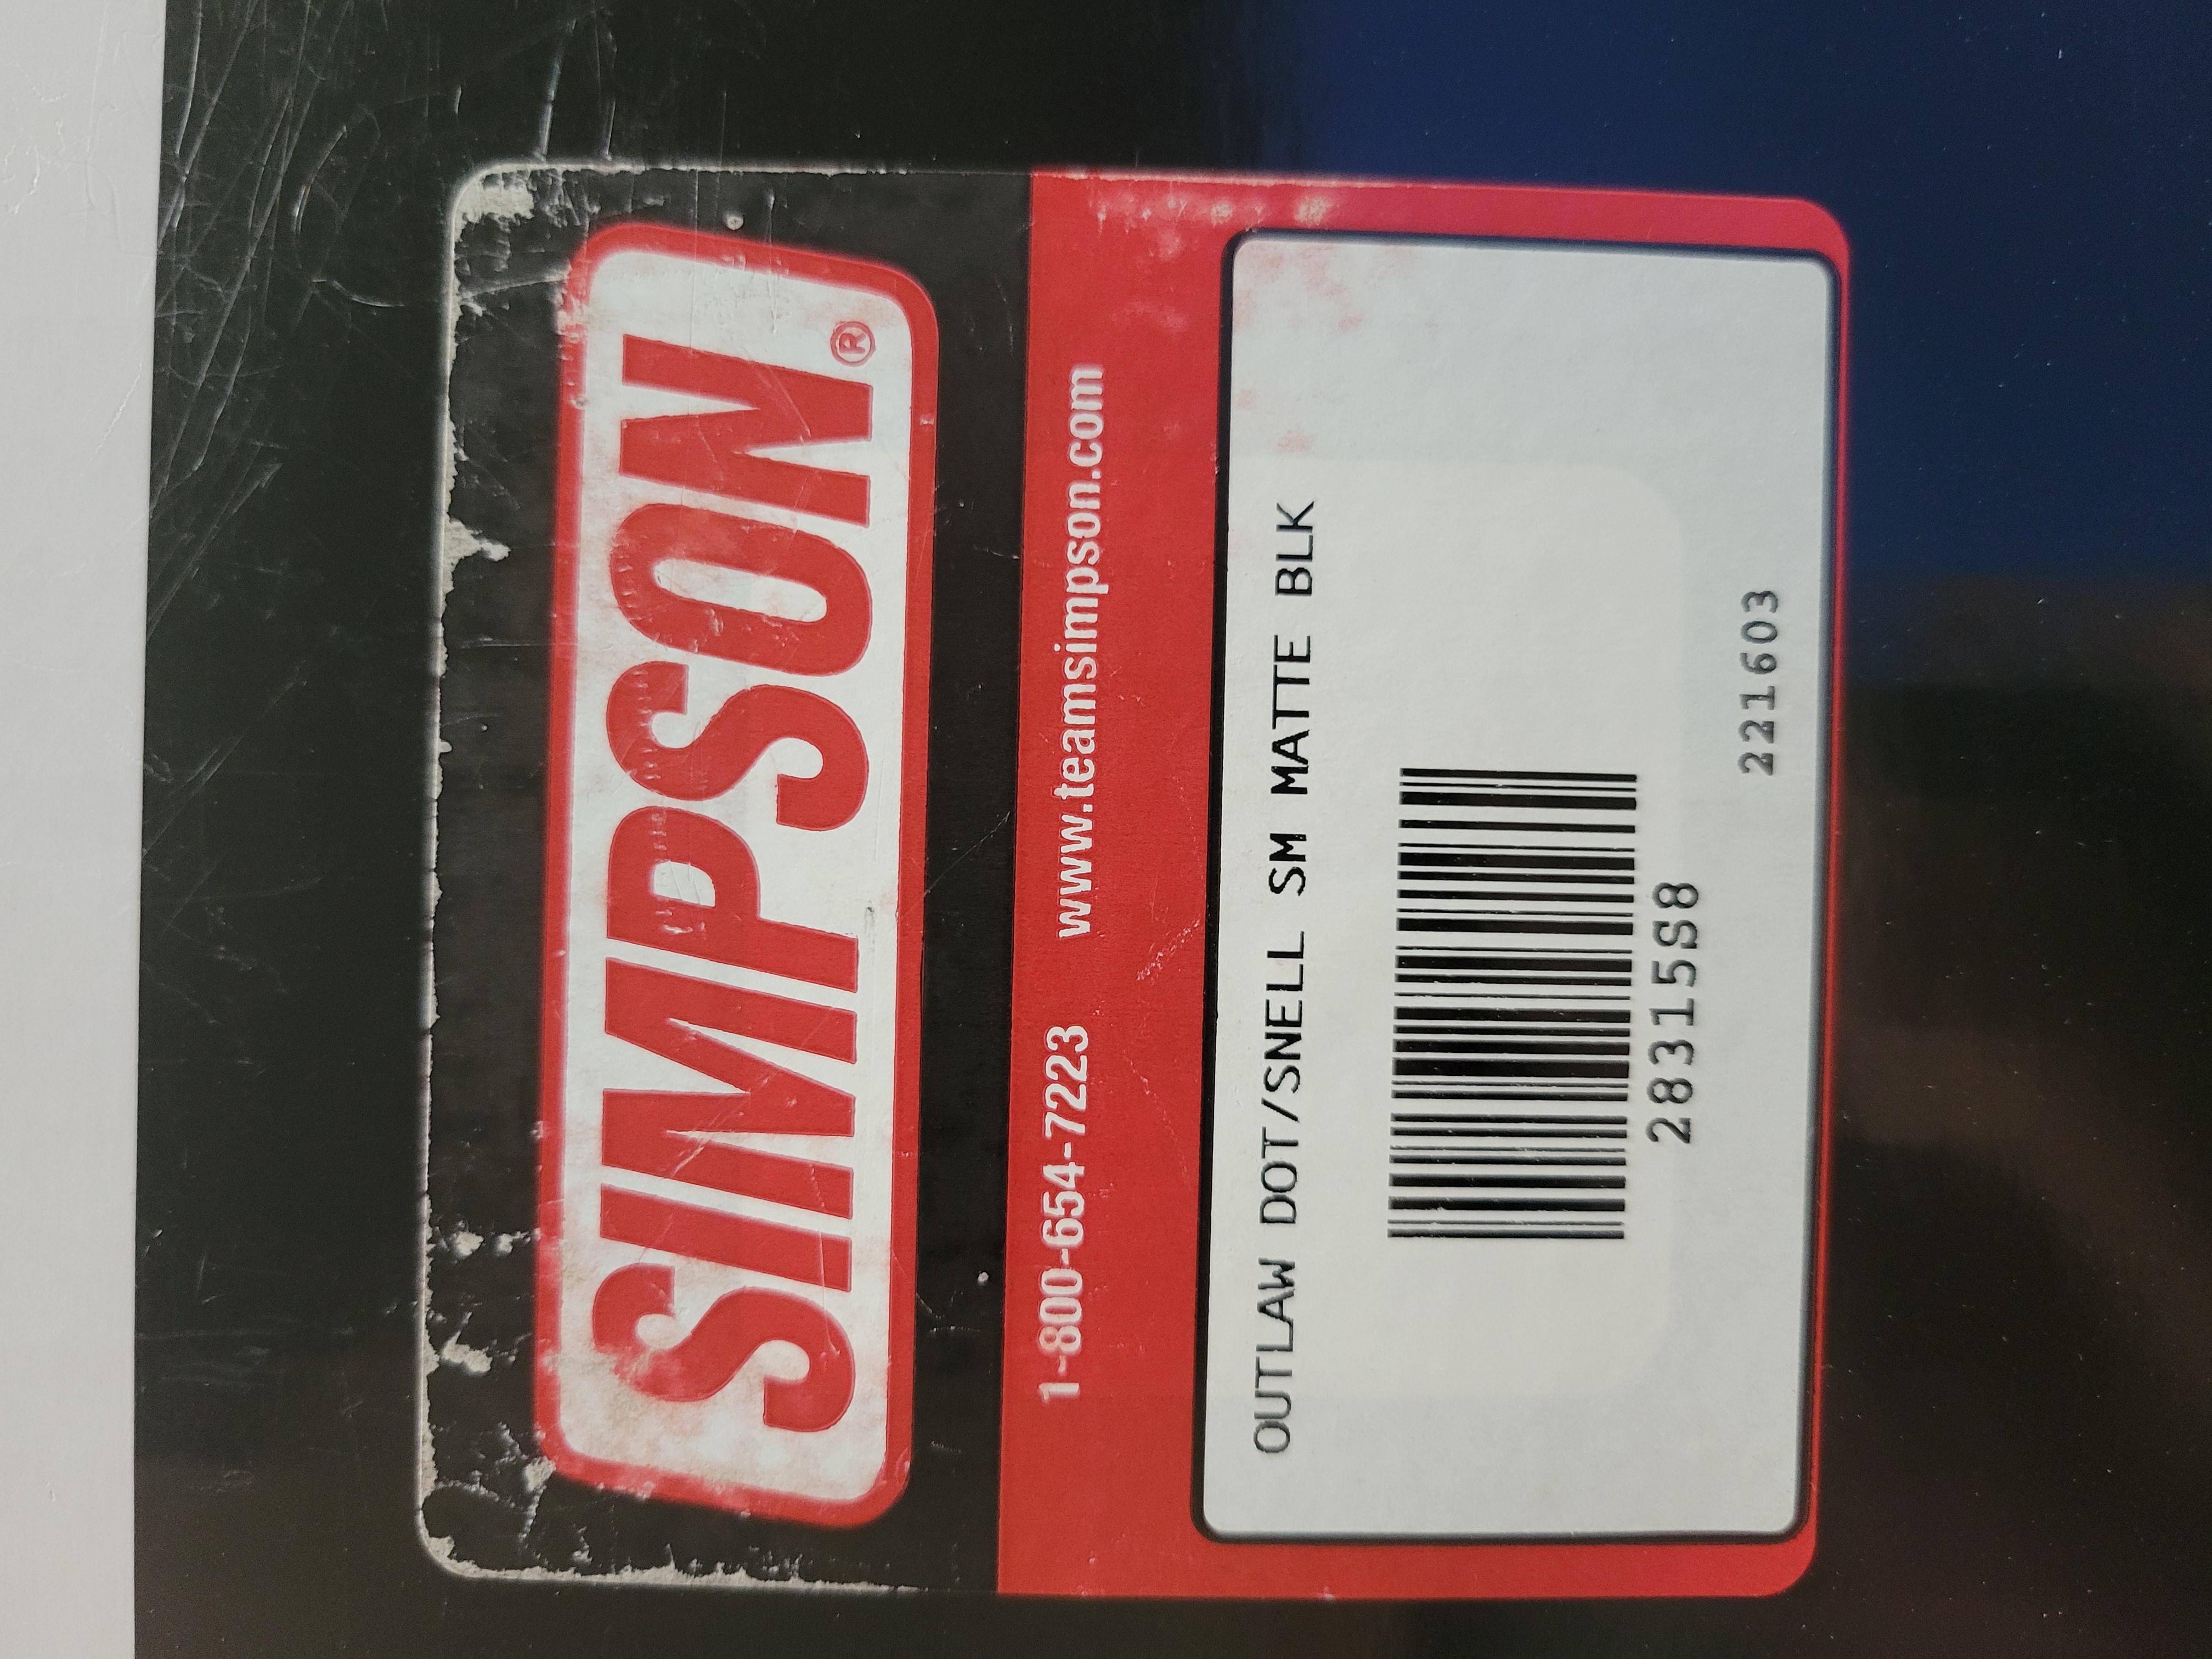 SIMPSON®
1-800-654-7223 www.teamsimpson.com
OUTLAW DOT/SNELL SM MATTE BLK
28315S8
221603